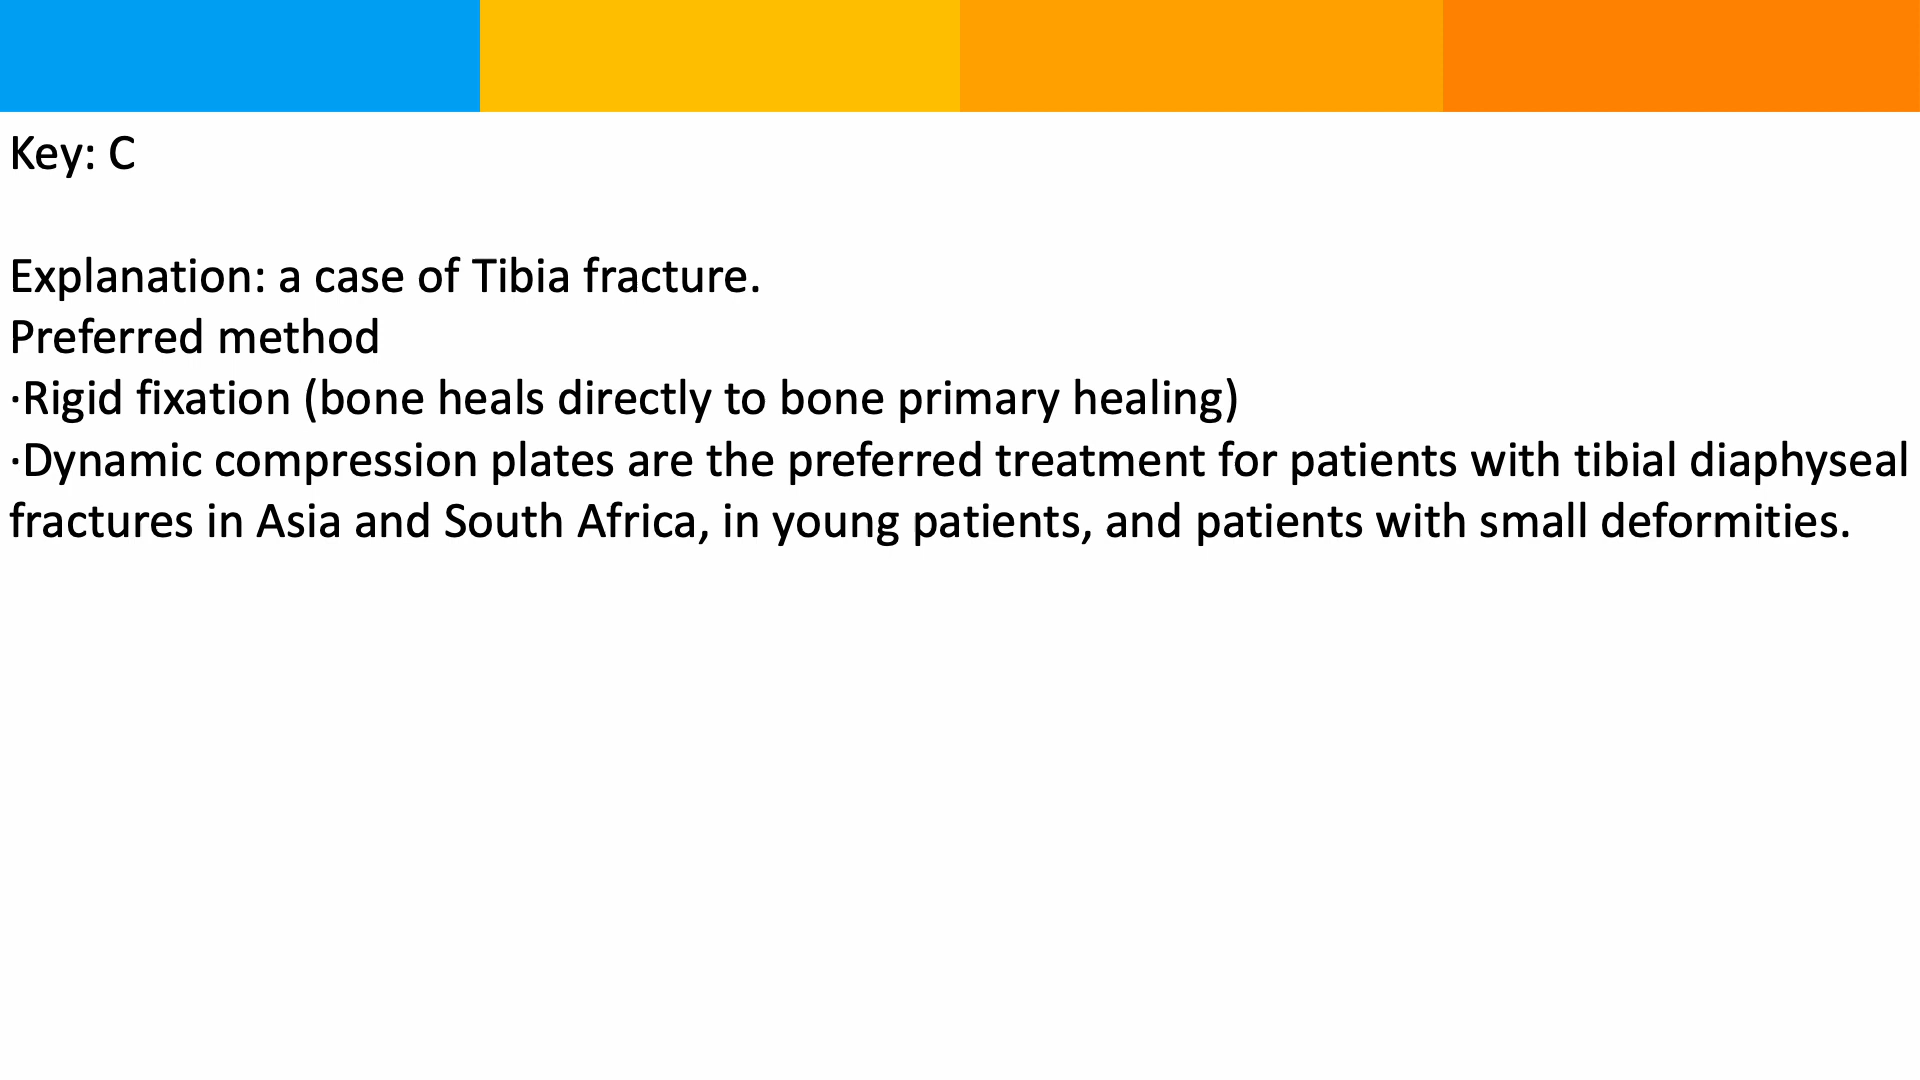 Key: C
Explanation: a case of Tibia fracture.
Preferred method
·Rigid fixation (bone heals directly to bone primary healing)
·Dynamic compression plates are the preferred treatment for patients with tibial diaphyseal
fractures in Asia and South Africa, in young patients, and patients with small deformities.